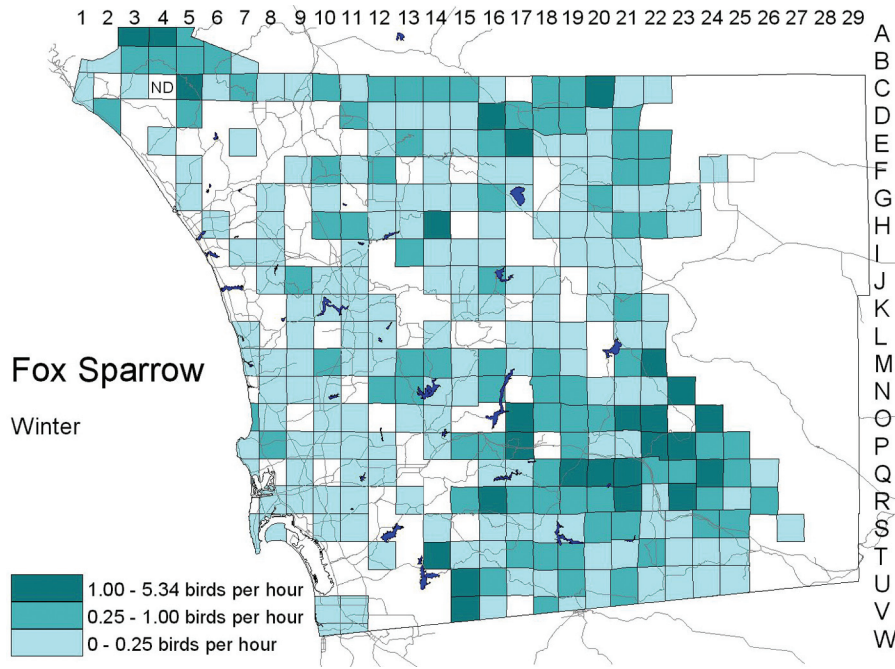 1 2 3 4 5 6 7 8 9 10 11 12 13 14 15 16 17 18 19 20 21 22 23 24 25 26 27 28 29
A
B
C
ND
D
E
F
G
H
I
J
K
L
M
Fox Sparrow
N
O
Winter
P
Q
R
S
T
1.00 - 5.34 birds per hour
U
0.25 - 1.00 birds per hour
V
0 - 0.25 birds per hour
W